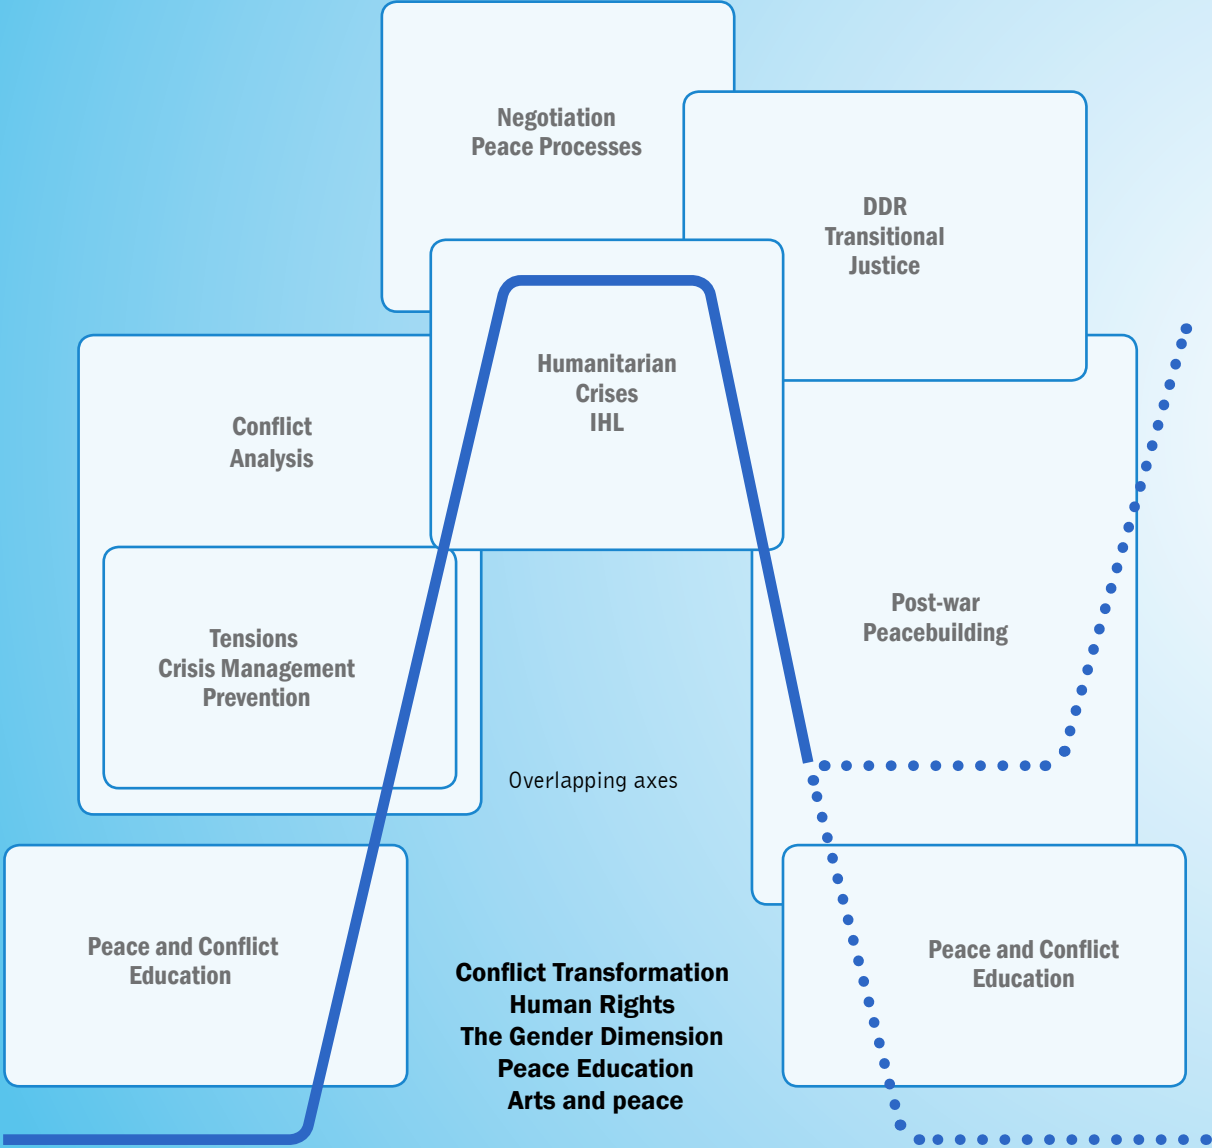 Negotiation
Peace Processes
DDR
Transitional
Justice
Humanitarian
Crises
IHL
Conflict
Analysis
Tensions
Crisis Management
Prevention
Post-war
Peacebuilding
Overlapping axes
Peace and Conflict
Education
Conflict Transformation
Human Rights
The Gender Dimension
Peace Education
Arts and peace
Peace and Conflict
Education